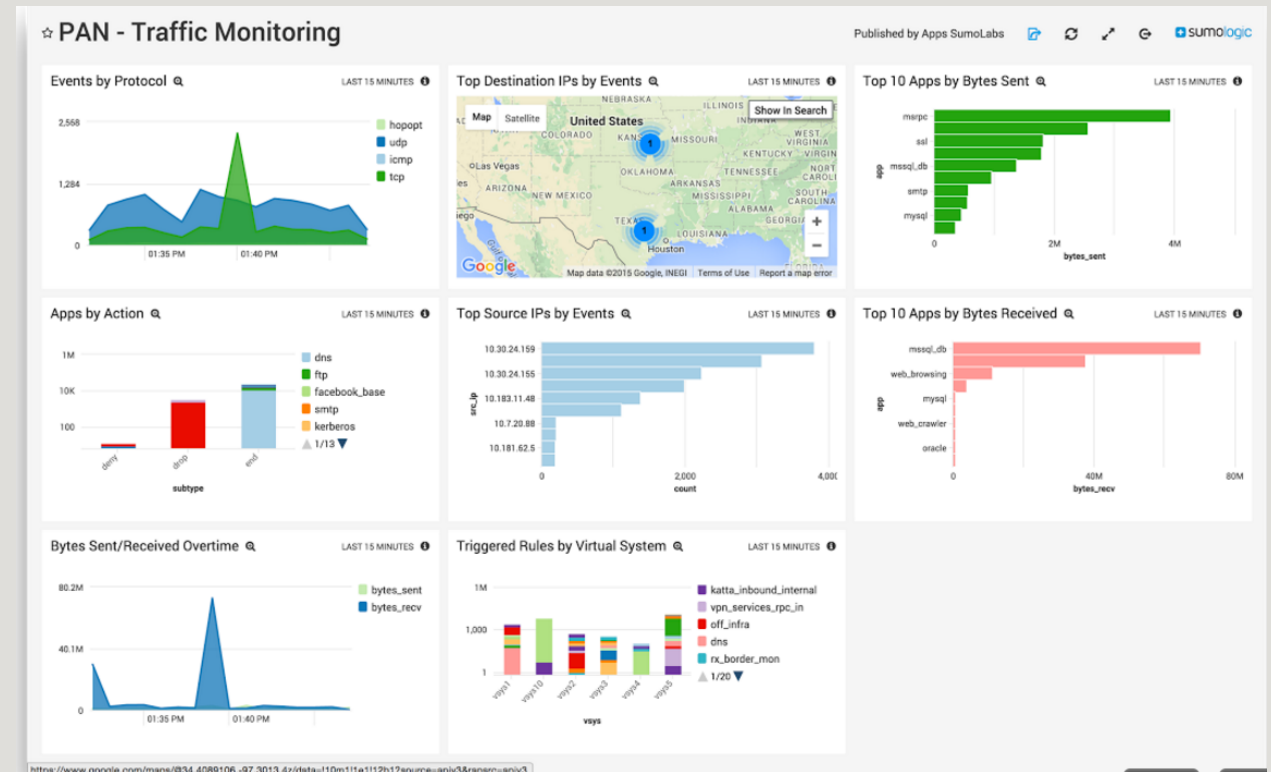 PAN - Traffic Monitoring
Published by Apps SumoLabs
sumologic
Events by Protocol
LAST 15 MINUTES
2,568
1,284
0
01:35 PM
01:40 PM
hopopt
udp
icmp
tcp
Top Destination IPs by Events
LAST 15 MINUTES
Map
Satellite
Show In Search
NEBRASKA
ILLINOIS
United States
COLORADO
MISSOURI
WEST
VIRGINIA
KENTUCKY
Las Vegas
OKLAHOMA
TENNESSEE
ARIZONA
NEW MEXICO
ARKANSAS
MISSISSIPPI
SOUTH
CAROLINA
ALABAMA
LOUISIANA
Houston
1
1
+
−
Google
Map data ©2015 Google, INEGI
Terms of Use
Report a map error
Top 10 Apps by Bytes Sent
LAST 15 MINUTES
app
msrpc
ssl
mssql_db
smtp
mysql
0
2M
4M
bytes_sent
Apps by Action
LAST 15 MINUTES
1M
10K
100
deny
drop
end
subtype
dns
ftp
facebook_base
smtp
kerberos
1/13
Top Source IPs by Events
LAST 15 MINUTES
src_ip
10.30.24.159
10.30.24.155
10.183.11.48
10.7.20.88
10.181.62.5
0
2,000
count
Top 10 Apps by Bytes Received
LAST 15 MINUTES
app
mssql_db
web_browsing
mysql
web_crawler
oracle
0
40M
80M
bytes_recv
Bytes Sent/Received Overtime
LAST 15 MINUTES
80.2M
40.1M
0
01:35 PM
01:40 PM
bytes_sent
bytes_recv
Triggered Rules by Virtual System
LAST 15 MINUTES
1M
1,000
1
vsys1
vsys10
vsys2
vsys3
vsys4
vsys5
vsys
katta_inbound_internal
vpn_services_rpc_in
off_infra
dns
rx_border_mon
1/20